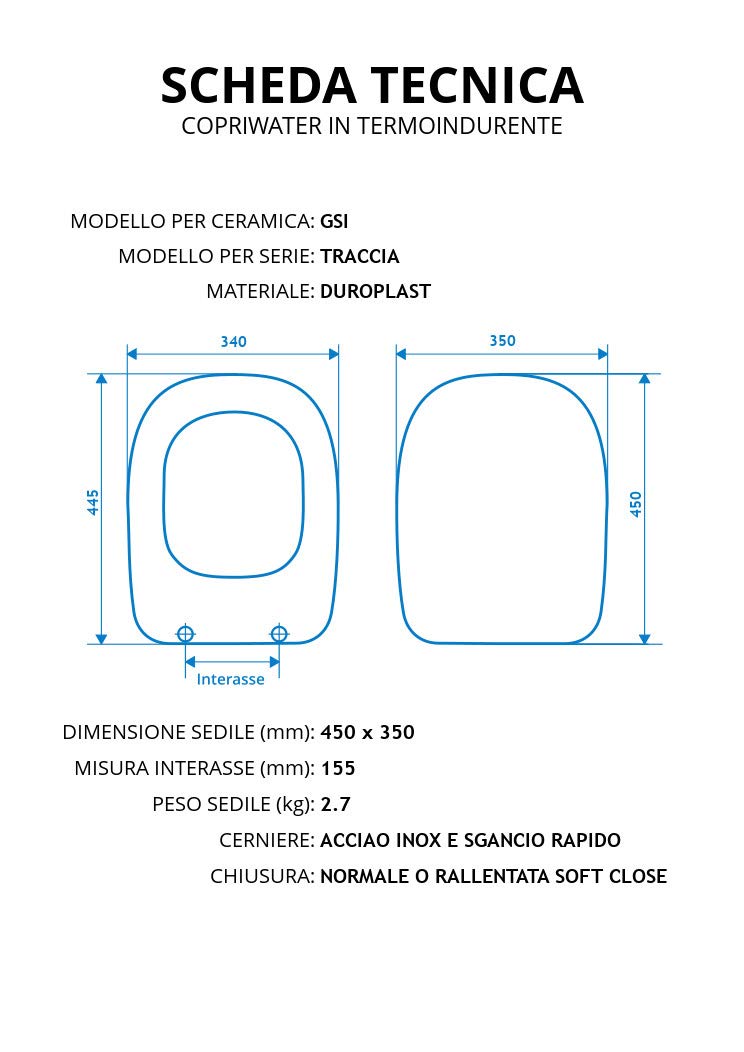 SCHEDA TECNICA
COPRIWATER IN TERMOINDURENTE
MODELLO PER CERAMICA: GSI
MODELLO PER SERIE: TRACCIA
MATERIALE: DUROPLAST
340
350
445
450
Interasse
DIMENSIONE SEDILE (mm): 450 x 350
MISURA INTERASSE (mm): 155
PESO SEDILE (kg): 2.7
CERNIERE: ACCIAO INOX E SGANCIO RAPIDO
CHIUSURA: NORMALE O RALLENTATA SOFT CLOSE